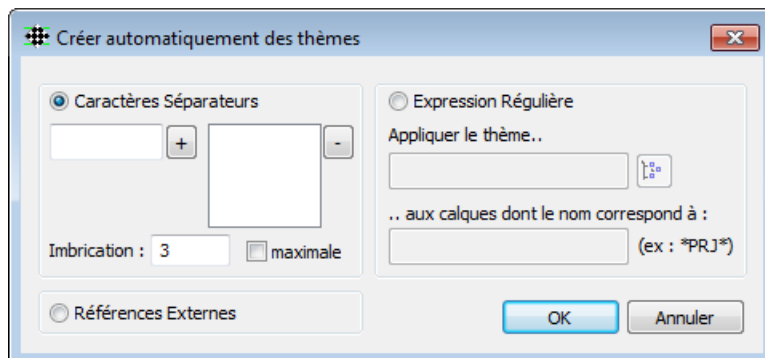 Créer automatiquement des thèmes
Caractères Séparateurs
+
-
Imbrication : 3
maximale
Références Externes
Expression Régulière
Appliquer le thème..
.. aux calques dont le nom correspond à :
(ex : *PRJ*)
OK
Annuler